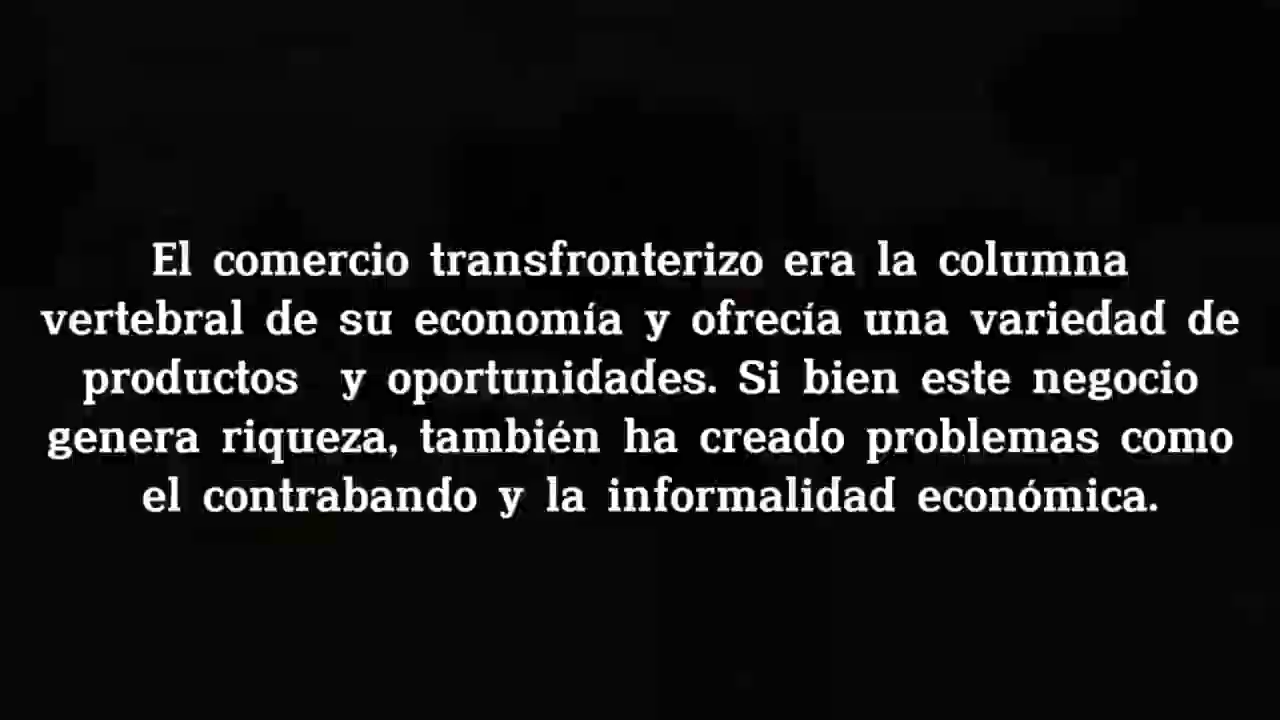 El comercio transfronterizo era la columna
vertebral de su economía y ofrecía una variedad de
productos y oportunidades. Si bien este negocio
genera riqueza, también ha creado problemas como
el contrabando y la informalidad económica.